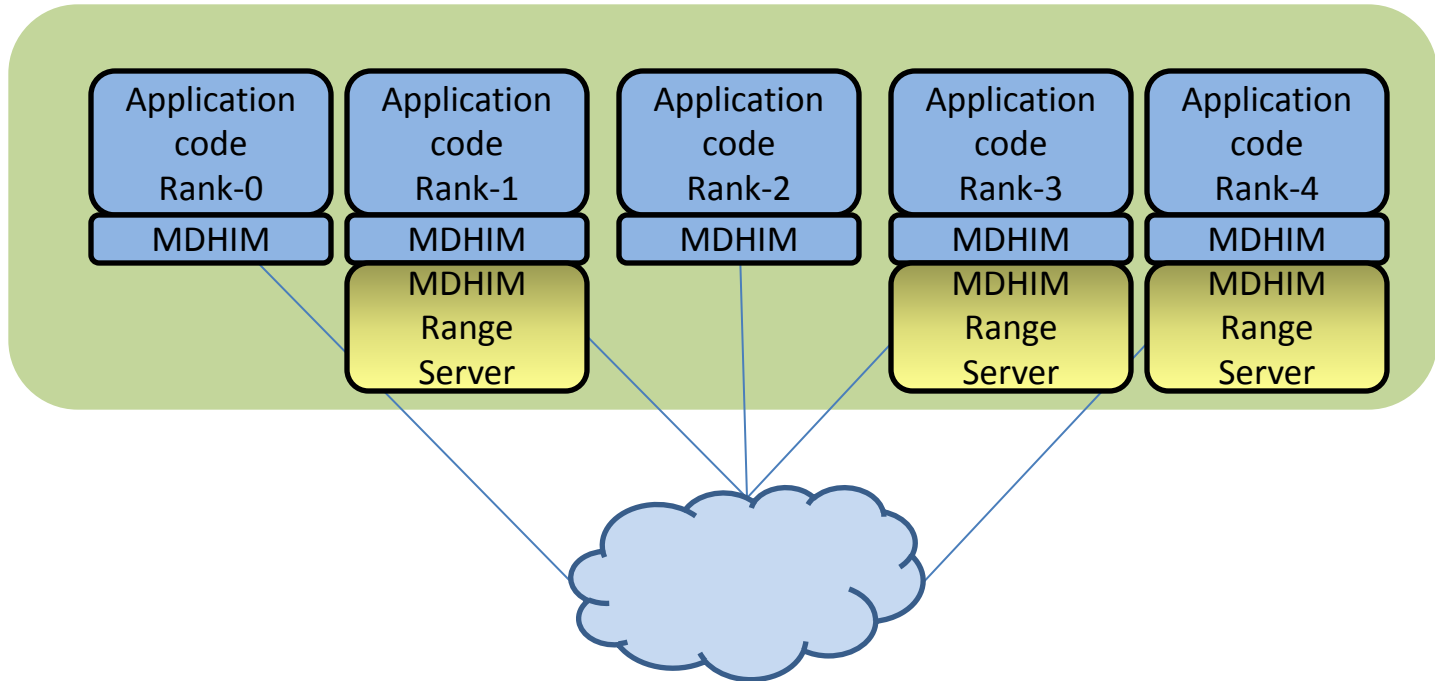 Application
code
Rank-0
MDHIM
Application
code
Rank-1
MDHIM
MDHIM
Range
Server
Application
code
Rank-2
MDHIM
Application
code
Rank-3
MDHIM
MDHIM
Range
Server
Application
code
Rank-4
MDHIM
MDHIM
Range
Server